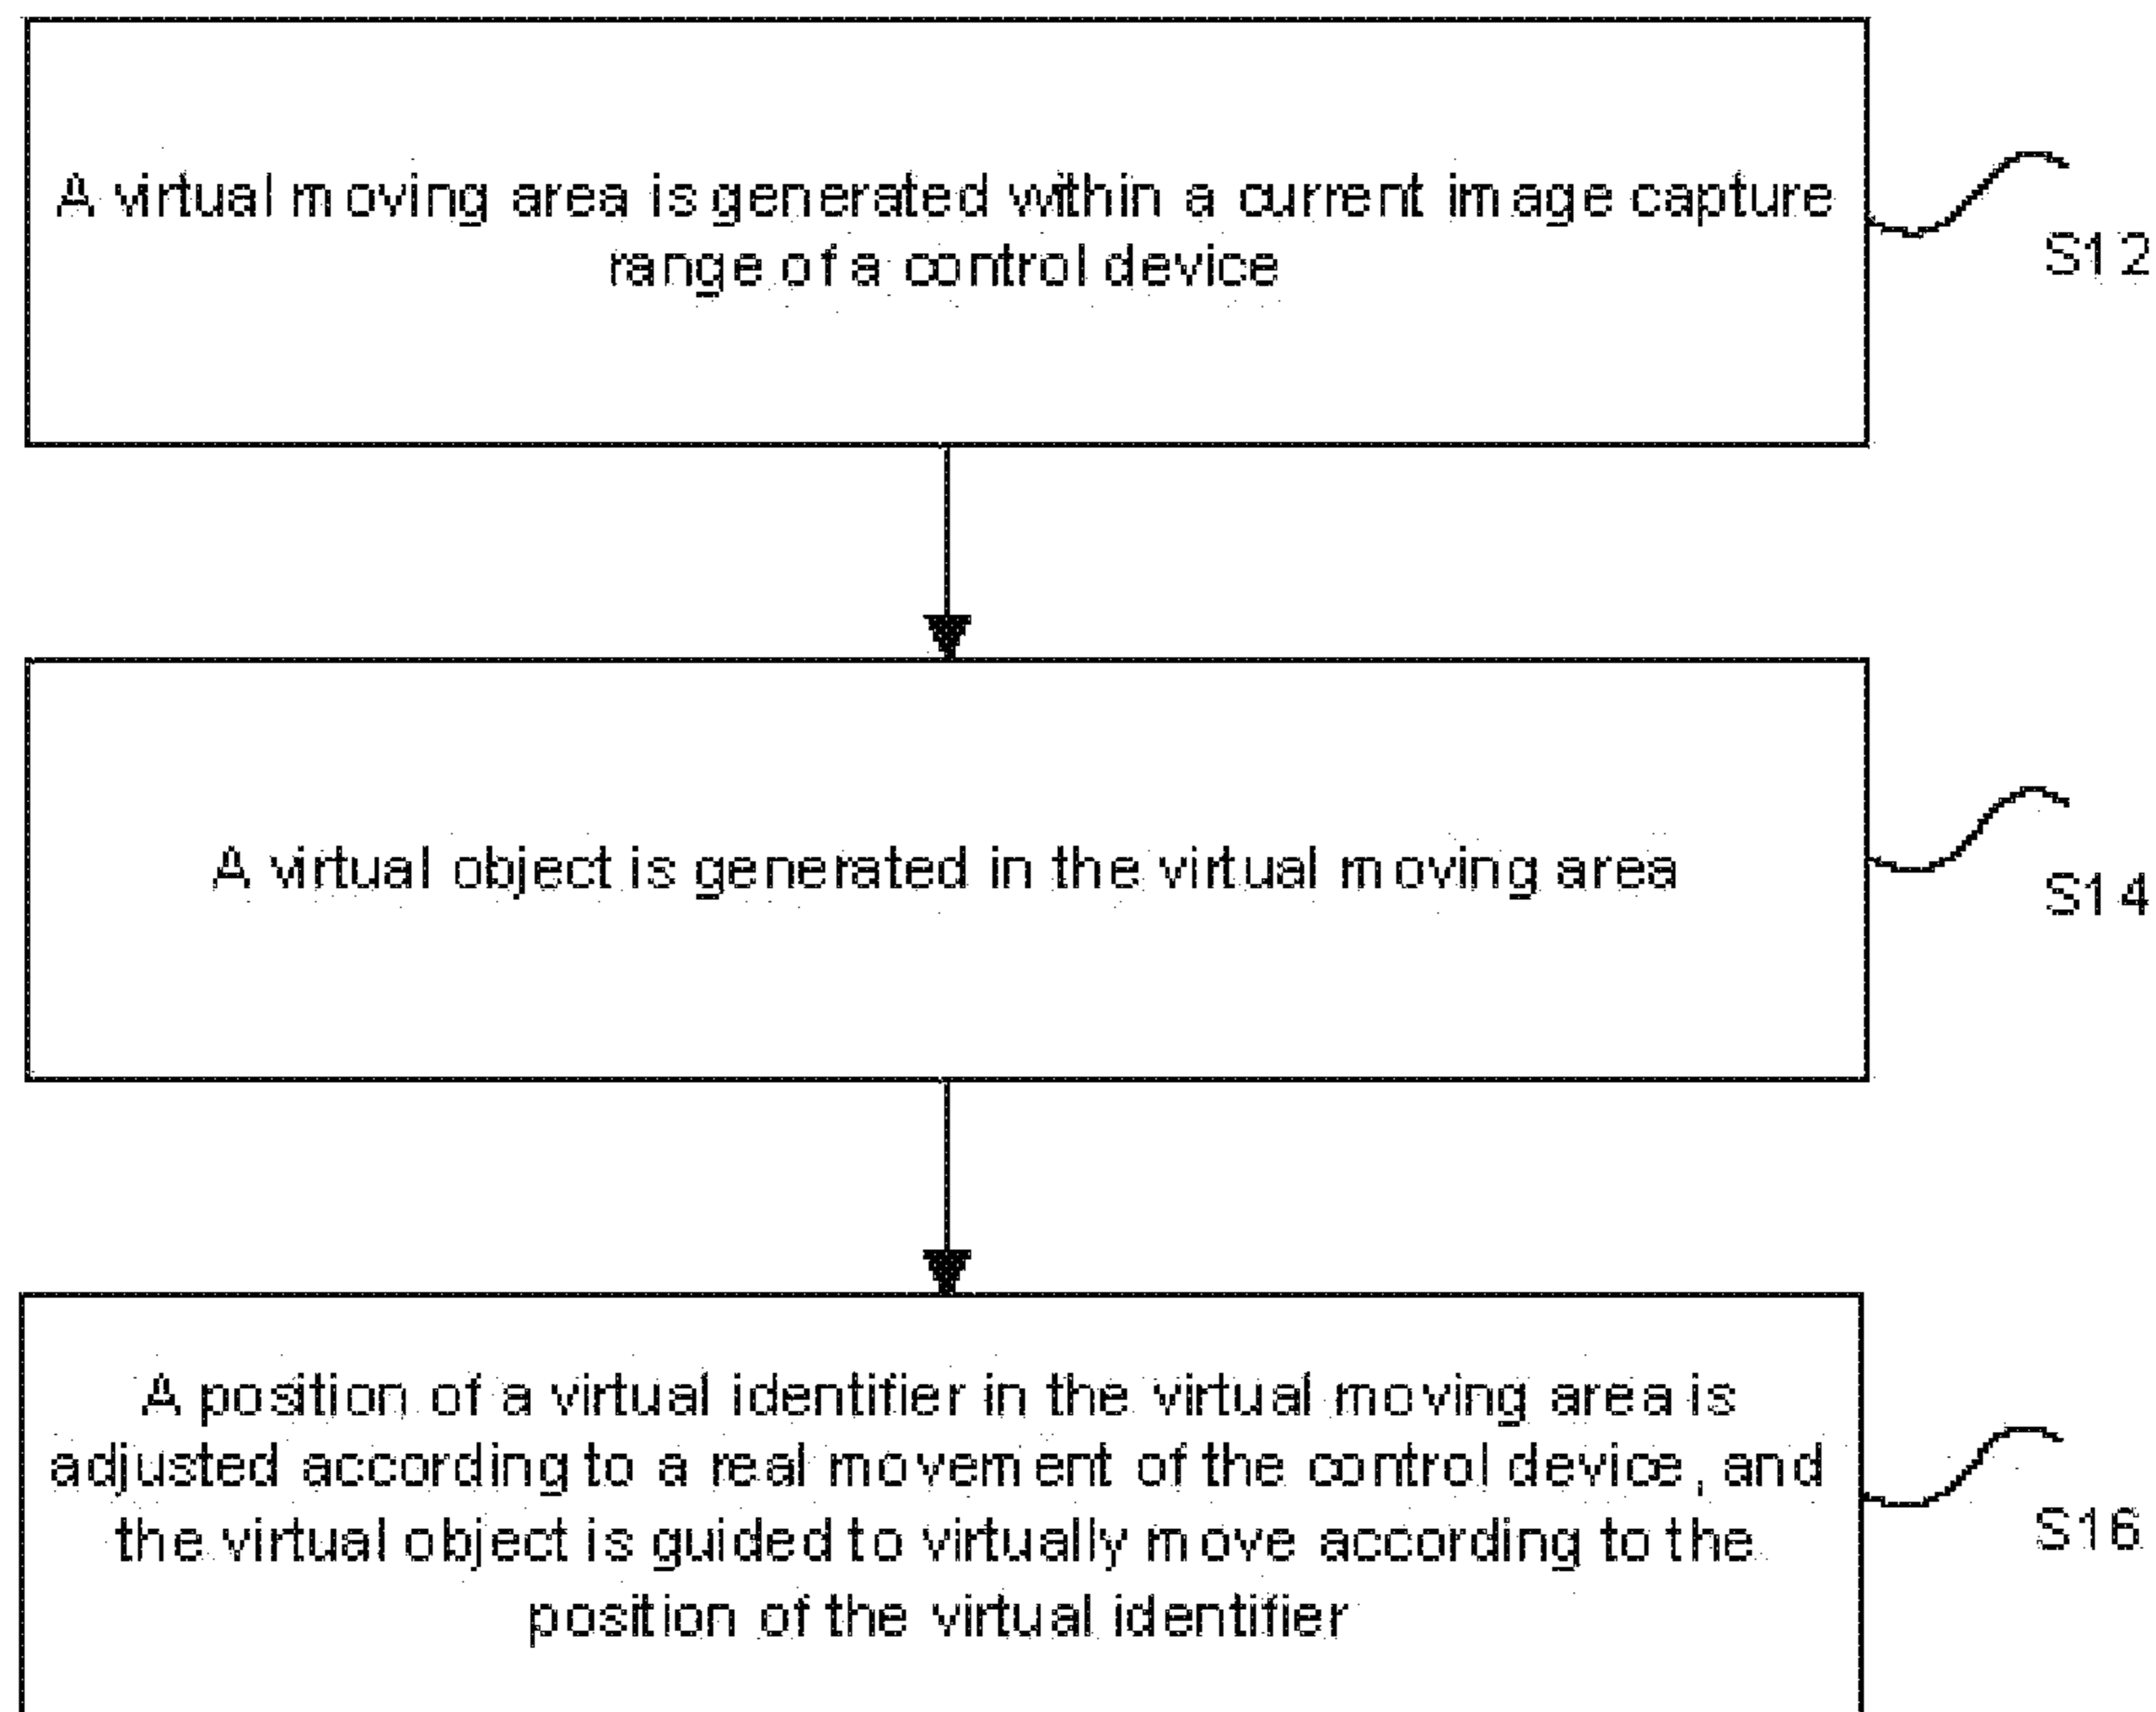 A virtual moving area is generated within a current image capture
range of a control device
S12
A virtual object is generated in the virtual moving area
S14
A position of a virtual identifier in the virtual moving area is
adjusted according to a real movement of the control device, and
the virtual object is guided to virtually move according to the
position of the virtual identifier
S16